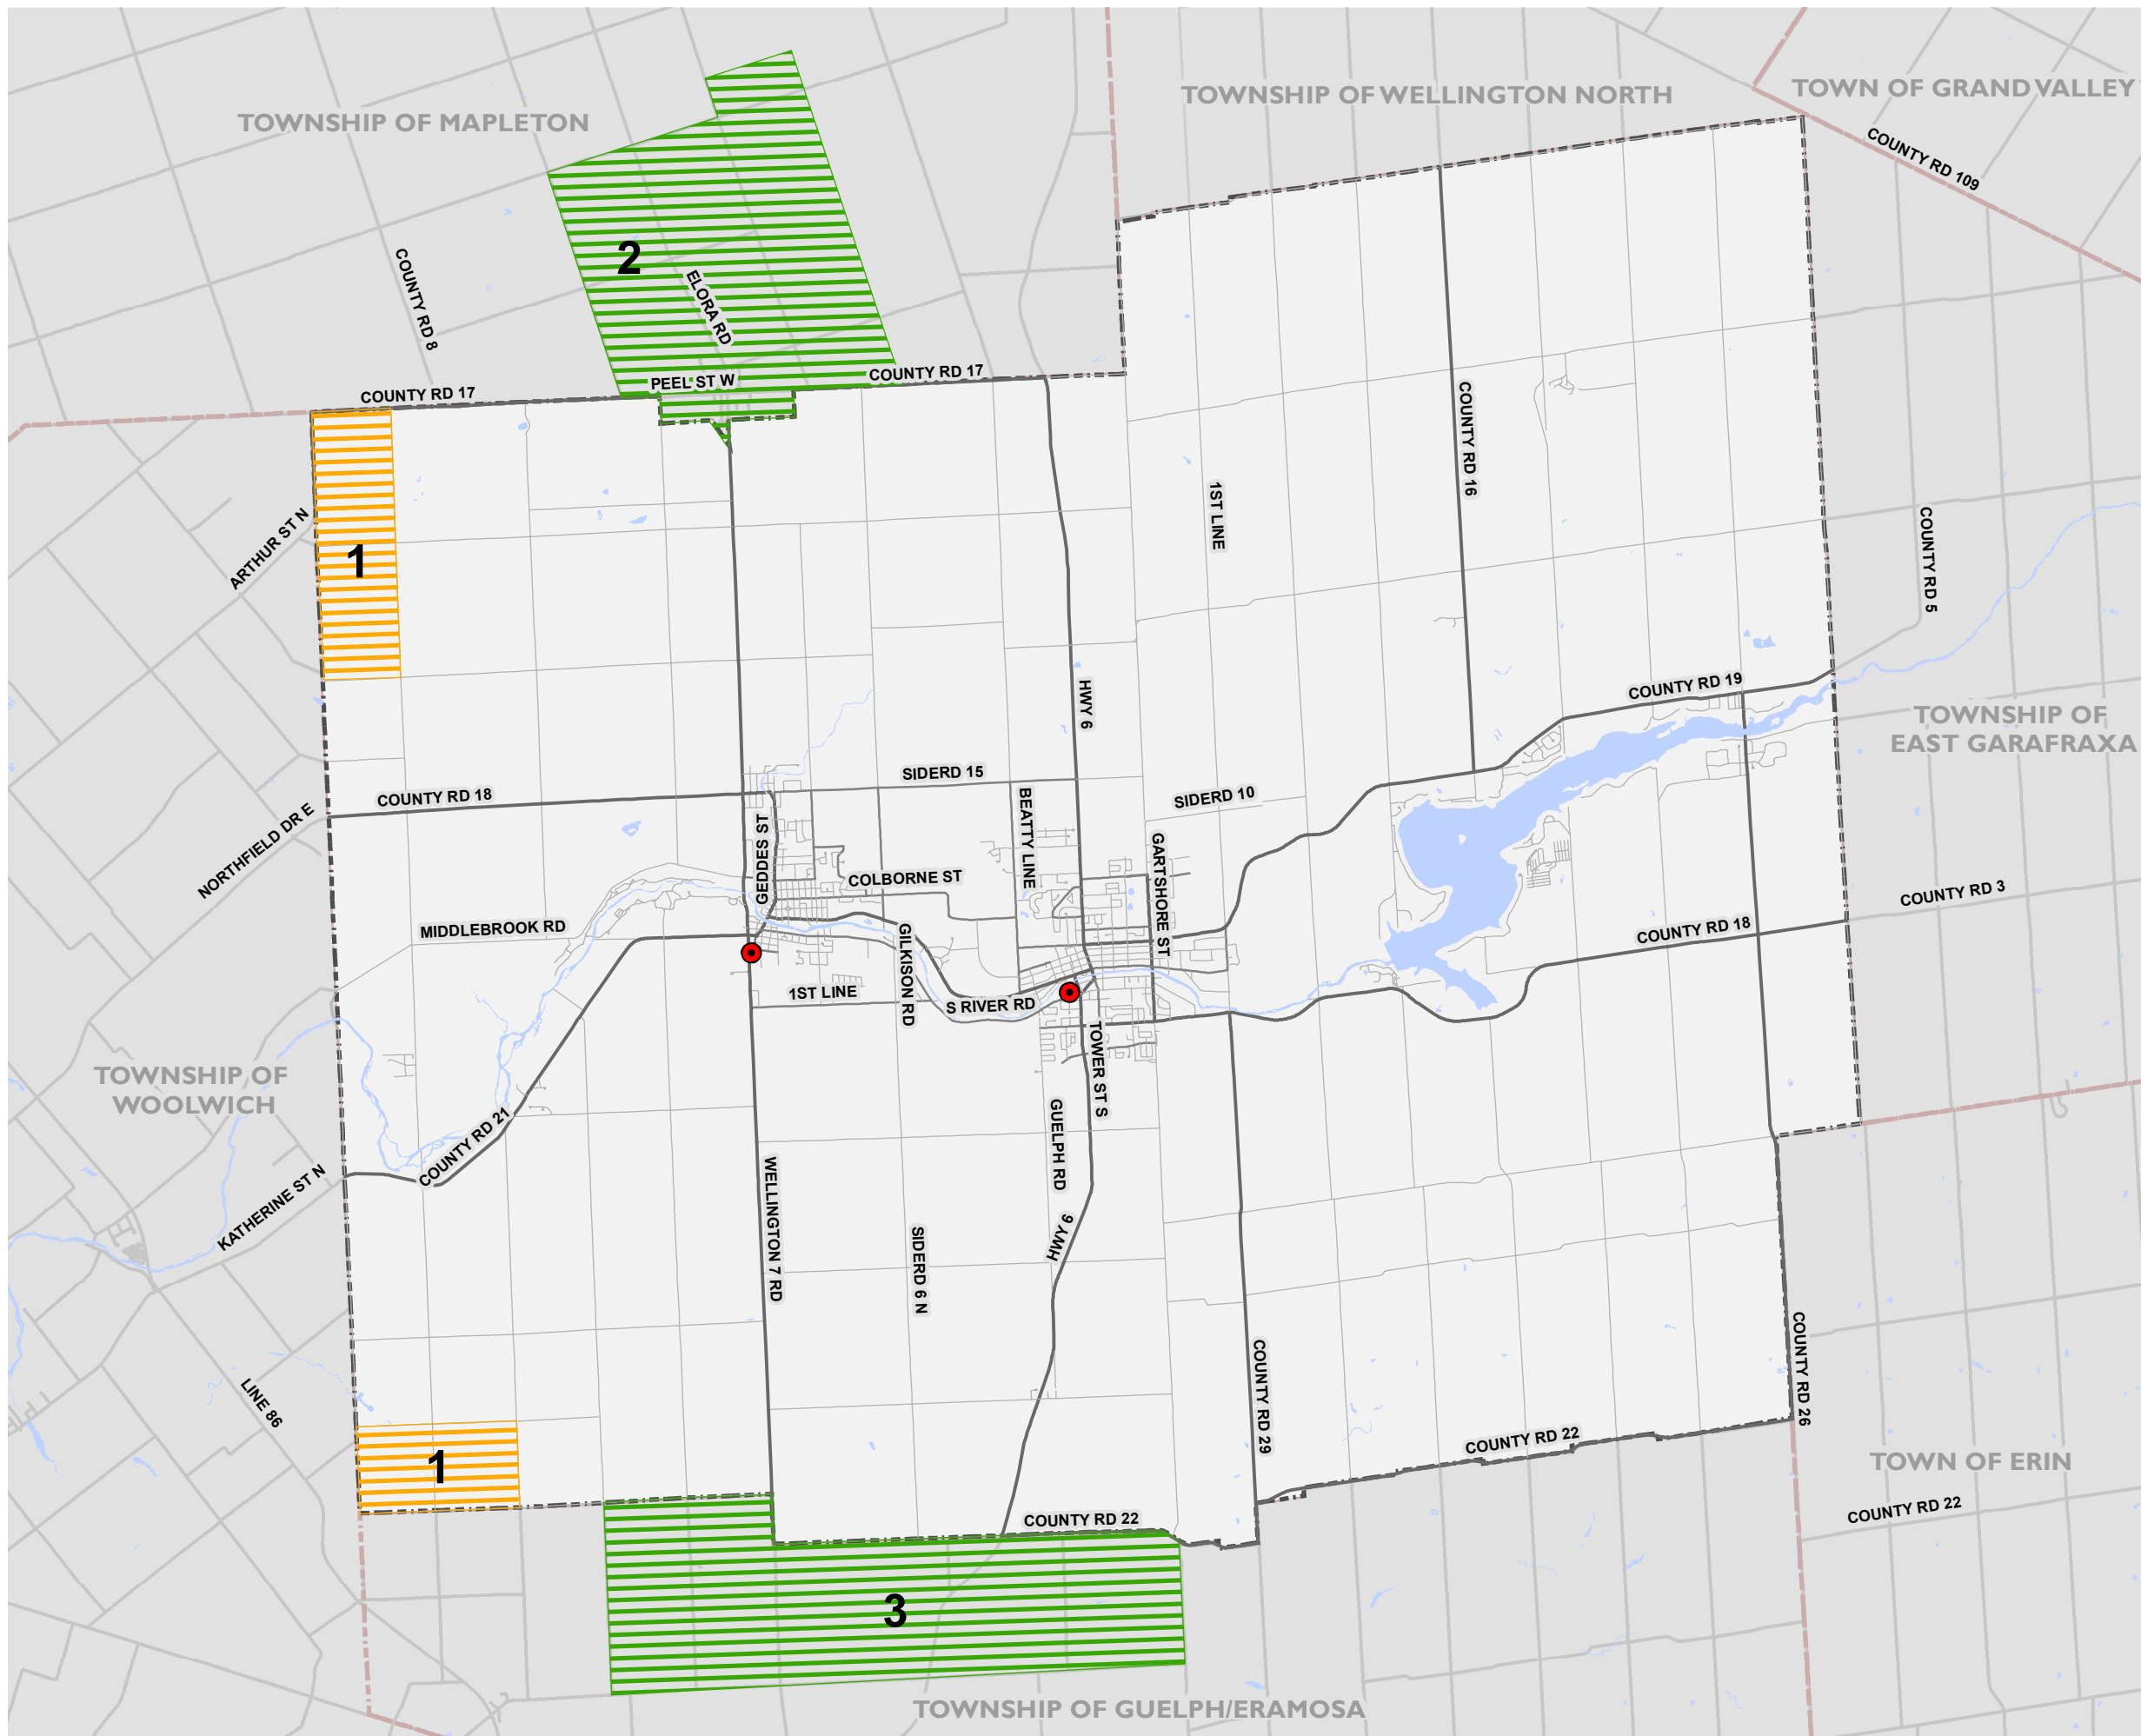 TOWN OF GRAND VALLEY
TOWNSHIP OF WELLINGTON NORTH
TOWNSHIP OF MAPLETON
COUNTY RD 109
2
COUNTY RD 8
ELORA RD
COUNTY RD 17
PEEL ST W
COUNTY RD 17
COUNTY RD 16
1ST LINE
ARTHUR ST N
1
COUNTY RD 5
HWY 6
COUNTY RD 19
TOWNSHIP OF
EAST GARAFRAXA
SIDERD 15
COUNTY RD 18
SIDERD 10
BEATTY LINE
GEDDES ST
NORTHFIELD DR E
COLBORNE ST
GARTSHORE ST
COUNTY RD 3
MIDDLEBROOK RD
COUNTY RD 18
GILKISON RD
1ST LINE
S RIVER RD
TOWER ST S
TOWNSHIP OF
WOOLWICH
COUNTY RD 21
GUELPH RD
KATHERINE ST N
WELLINGTON 7 RD
HWY 6
SIDERD 6 N
LINE 86
COUNTY RD 29
COUNTY RD 26
COUNTY RD 22
1
TOWN OF ERIN
COUNTY RD 22
COUNTY RD 22
3
TOWNSHIP OF GUELPH/ERAMOSA